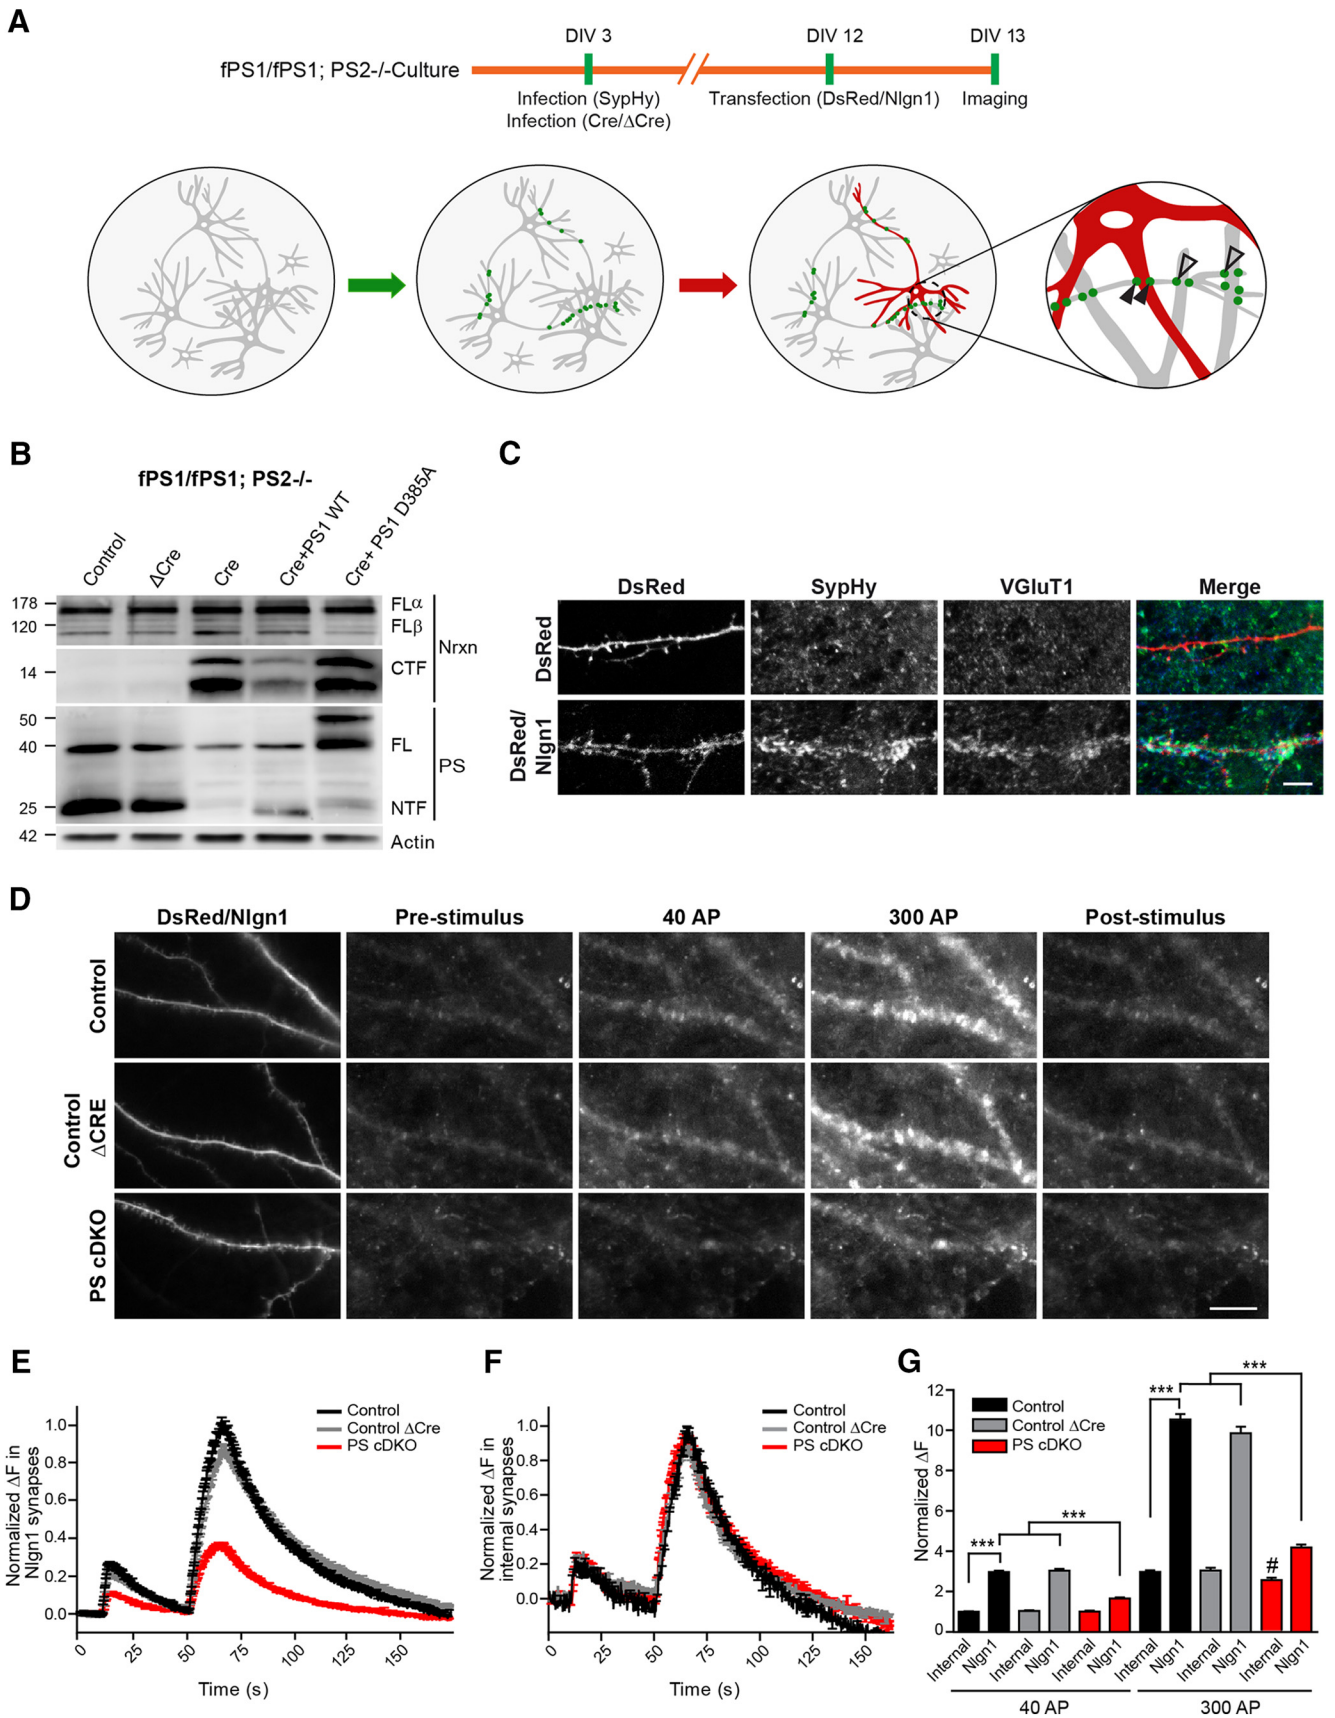 A
DIV 3
DIV 12
DIV 13
fPS1/fPS1; PS2-/-Culture
Infection (SypHy)
Infection (Cre/ΔCre)
Transfection (DsRed/Nlgn1)
Imaging
B
fPS1/fPS1; PS2-/-
Control
ΔCre
Cre
Cre+PS1 WT
Cre+ PS1 D385A
178
120
14
50
40
25
42
FLα
FLβ
CTF
Nrxn
FL
NTF
PS
Actin
C
DsRed
SypHy
VGluT1
Merge
DsRed
DsRed/
Nlgn1
D
DsRed/Nlgn1
Pre-stimulus
40 AP
300 AP
Post-stimulus
Control
Control
ΔCRE
PS cDKO
E
Normalized ΔF in
Nlgn1 synapses
1.0
0.8
0.6
0.4
0.2
0.0
Control
Control ΔCre
PS cDKO
0
25
50
75
100
125
150
Time (s)
F
Normalized ΔF in
internal synapses
1.0
0.8
0.6
0.4
0.2
0.0
Control
Control ΔCre
PS cDKO
0
25
50
75
100
125
150
Time (s)
G
Normalized ΔF
12
10
8
6
4
2
0
Control
Control ΔCre
PS cDKO
***
***
***
***
#
Internal
Nlgn1
Internal
Nlgn1
Internal
Nlgn1
Internal
Nlgn1
Internal
Nlgn1
Internal
Nlgn1
40 AP
300 AP